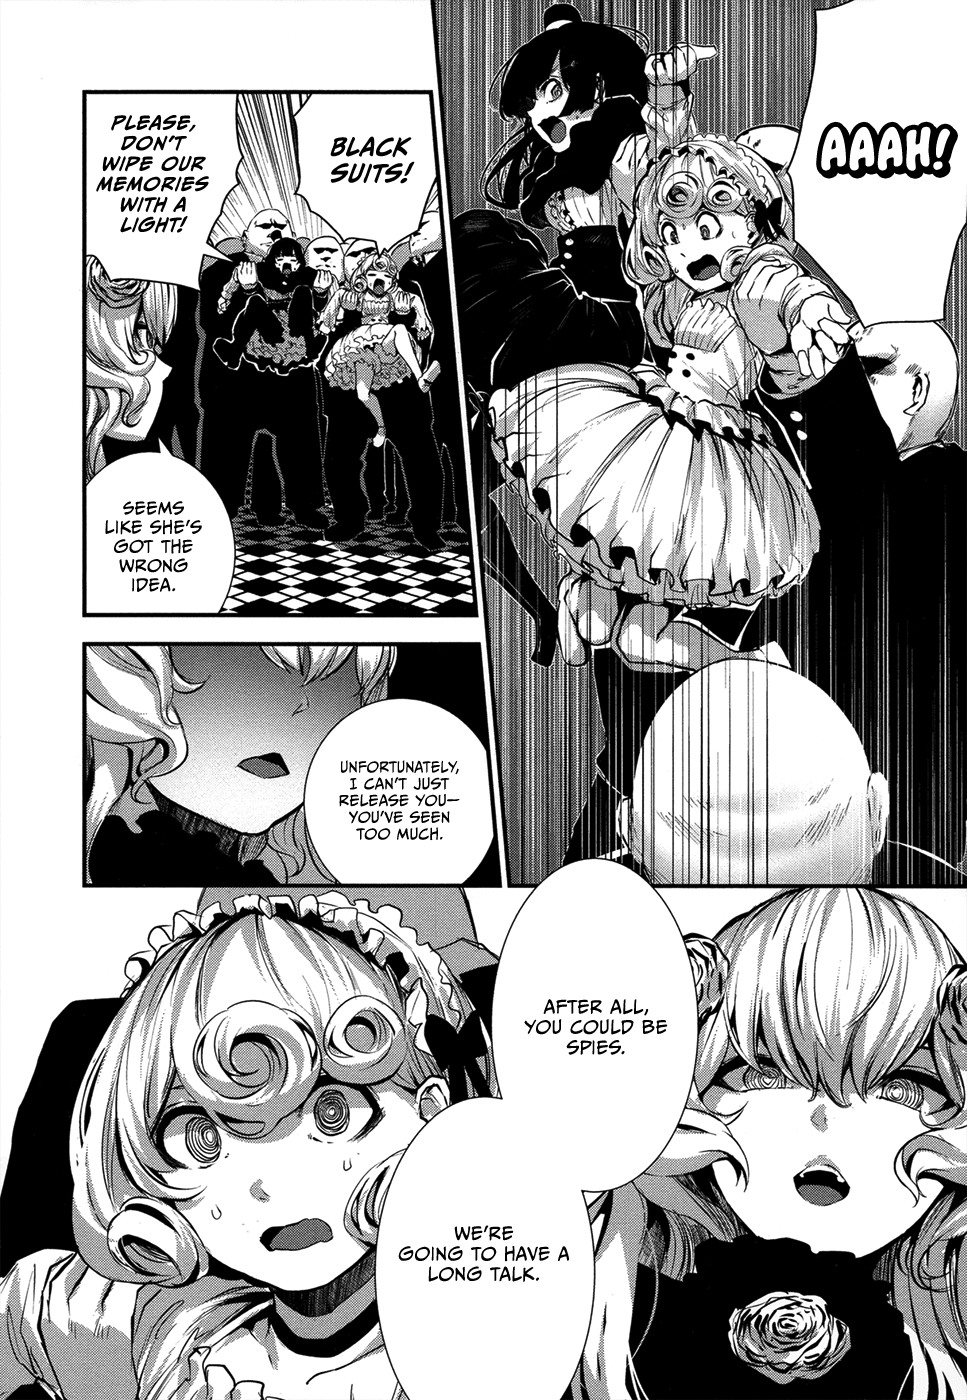 AAAH!
BLACK
SUITS!
PLEASE,
DON'T
WIPE OUR
MEMORIES
WITH A
LIGHT!
SEEMS
LIKE SHE'S
GOT THE
WRONG
IDEA.
UNFORTUNATELY,
I CAN'T JUST
RELEASE YOU—
YOU'VE SEEN
TOO MUCH.
AFTER ALL,
YOU COULD BE
SPIES.
WE'RE
GOING TO HAVE A
LONG TALK.